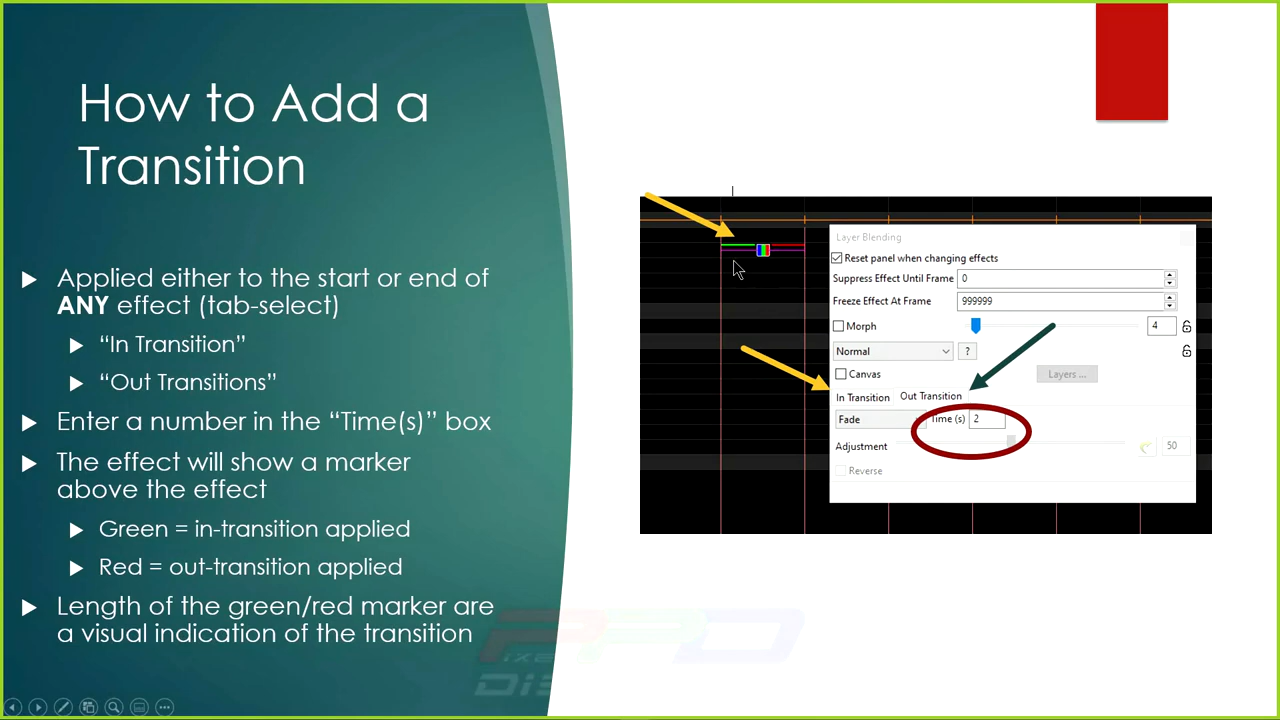 How to Add a
Transition
Applied either to the start or end of
ANY effect (tab-select)
“In Transition”
“Out Transitions”
Enter a number in the “Time(s)” box
The effect will show a marker
above the effect
Green = in-transition applied
Red = out-transition applied
Length of the green/red marker are
a visual indication of the transition
Layer Blending
Reset panel when changing effects
Suppress Effect Until Frame 0
Freeze Effect At Frame 999999
Morph 4
Normal ?
Canvas Layers ...
In Transition Out Transition
Fade Time (s) 2
Adjustment 50
Reverse
PPD